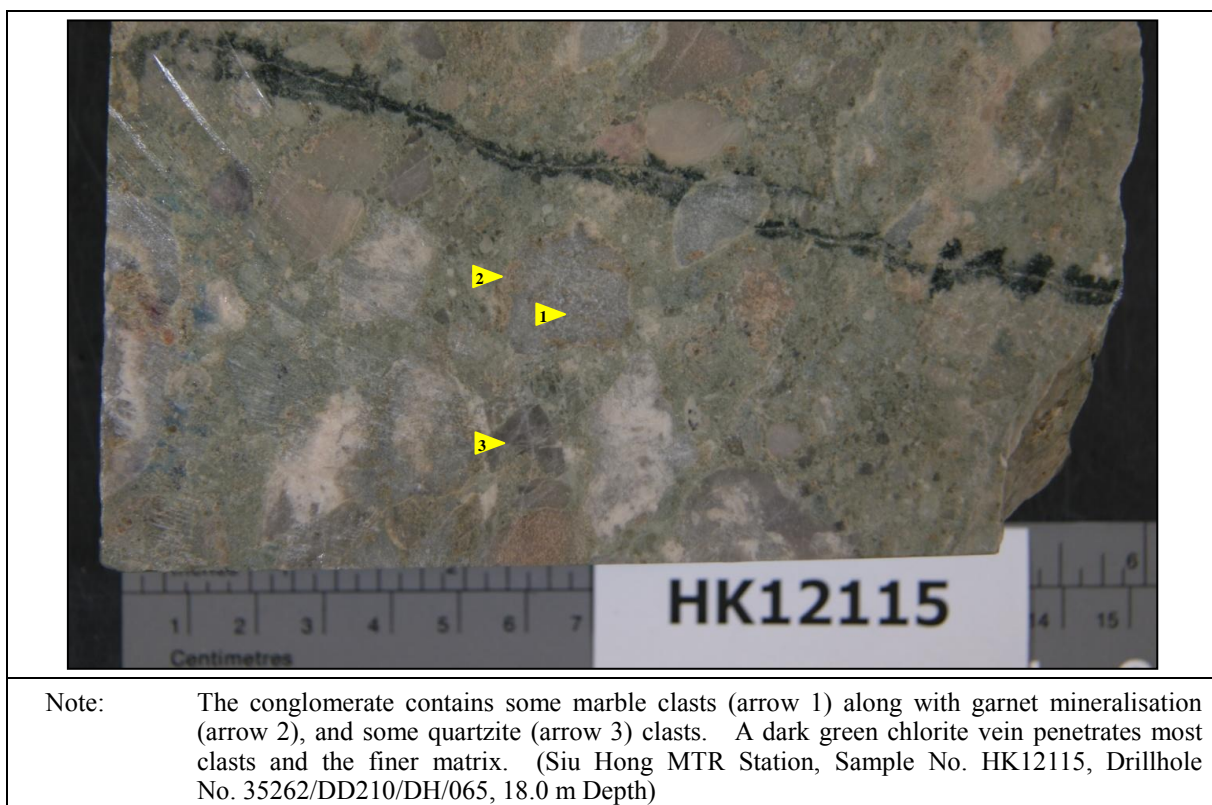 2
1
3
1 2 3 4 5 6 7
14 15
6
Centimetres
HK12115
Note: The conglomerate contains some marble clasts (arrow 1) along with garnet mineralisation
(arrow 2), and some quartzite (arrow 3) clasts. A dark green chlorite vein penetrates most
clasts and the finer matrix. (Siu Hong MTR Station, Sample No. HK12115, Drillhole
No. 35262/DD210/DH/065, 18.0 m Depth)